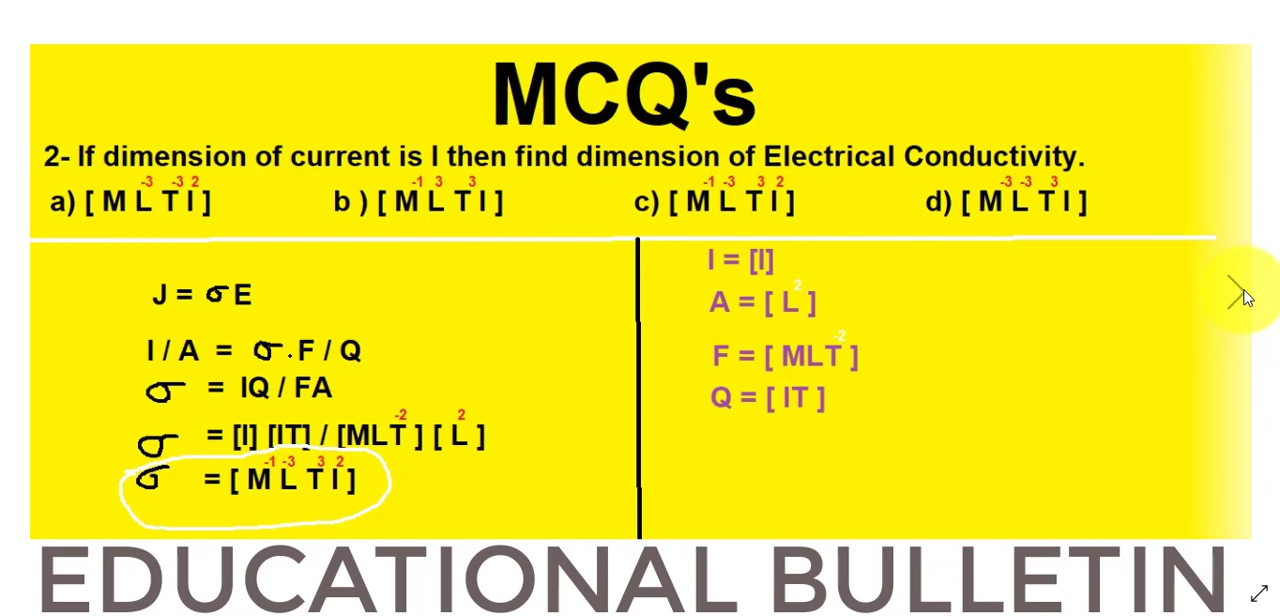 MCQ's
2- If dimension of current is I then find dimension of Electrical Conductivity.
a) [ M L⁻³ T⁻³ I² ] b ) [ M⁻¹ L³ T³ I ] c) [ M⁻¹ L⁻³ T³ I² ] d) [ M⁻³ L⁻³ T³ I ]
J = σ E
I / A = σ . F / Q
σ = IQ / FA
σ = [I] [IT] / [MLT⁻² ] [ L² ]
σ = [ M⁻¹ L⁻³ T³ I² ]
I = [I]
A = [ L² ]
F = [ MLT⁻² ]
Q = [ IT ]
EDUCATIONAL BULLETIN